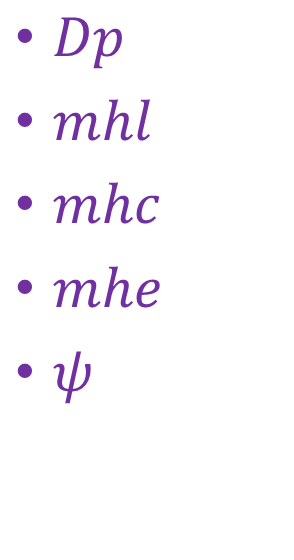 • Dp
• mhl
• mhc
• mhe
• ψ